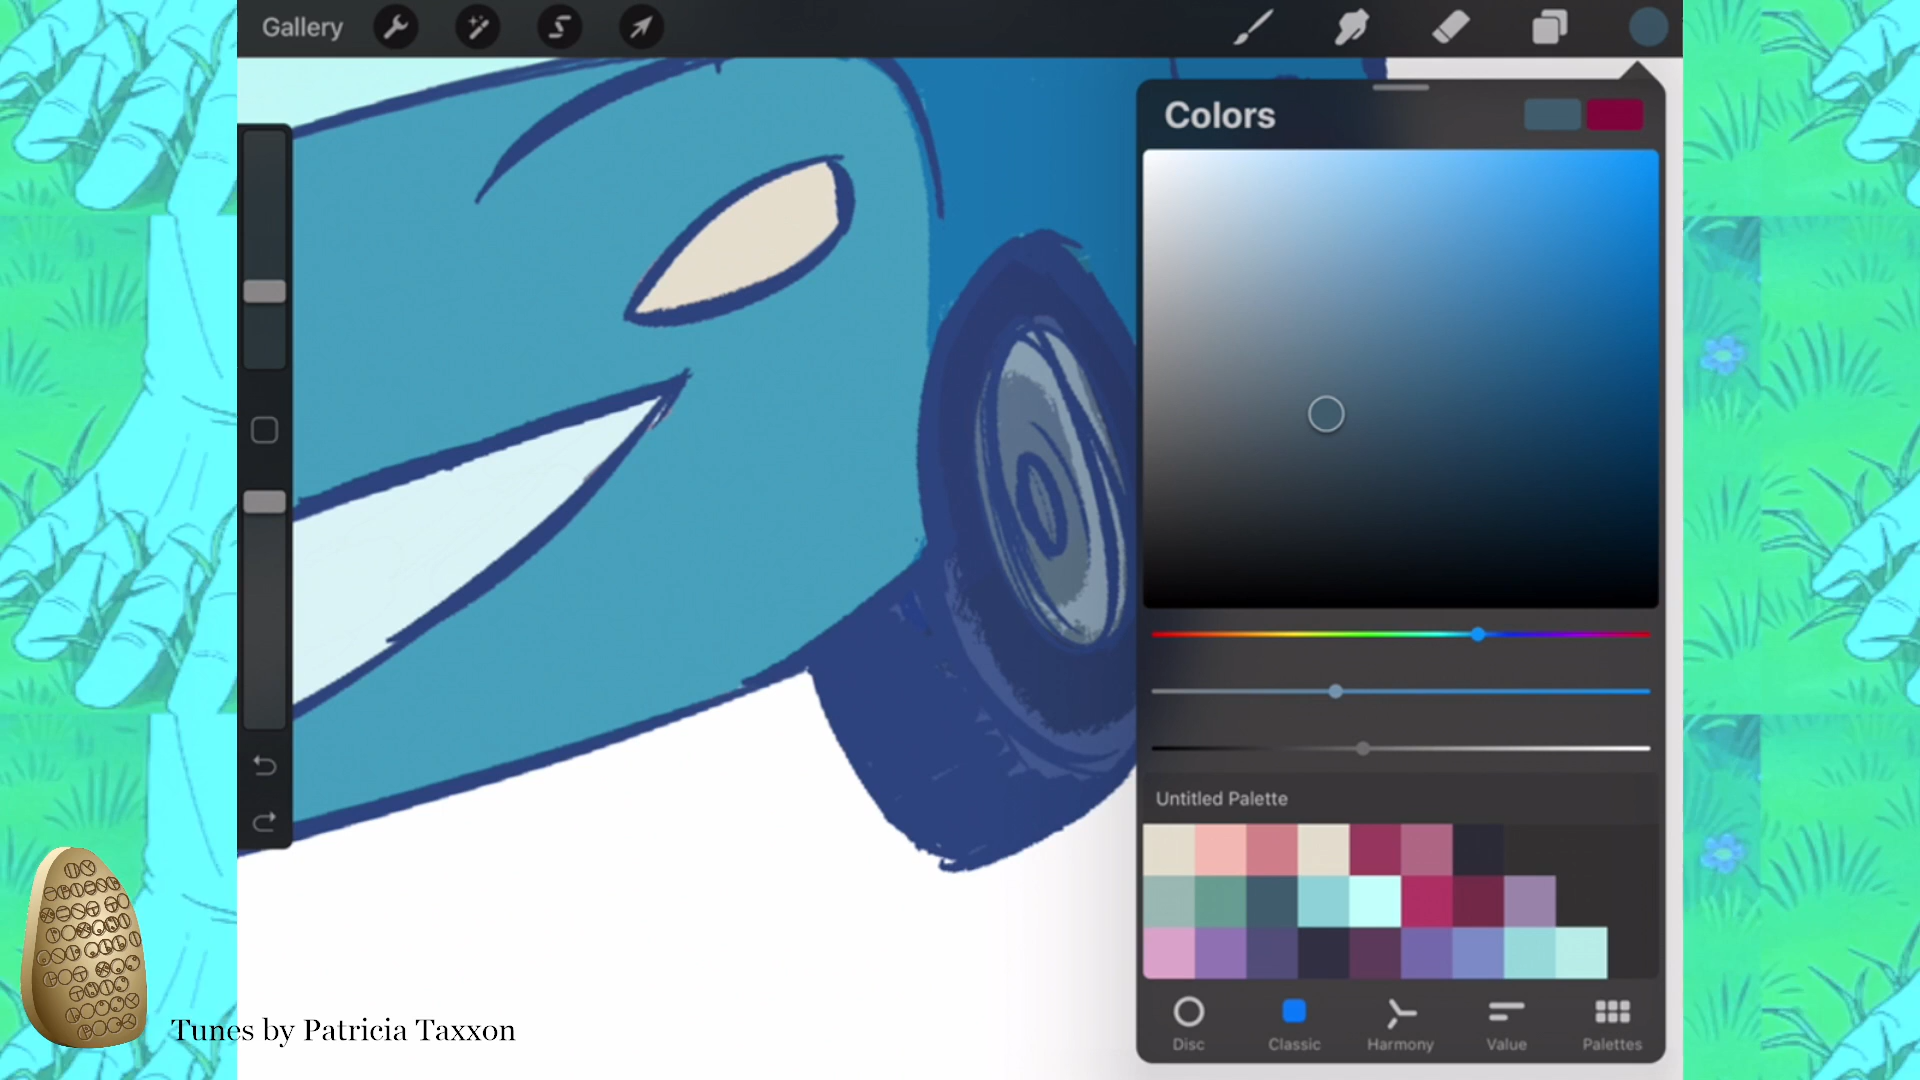 Gallery
Colors
Untitled Palette
Disc
Classic
Harmony
Value
Palettes
Tunes by Patricia Taxxon